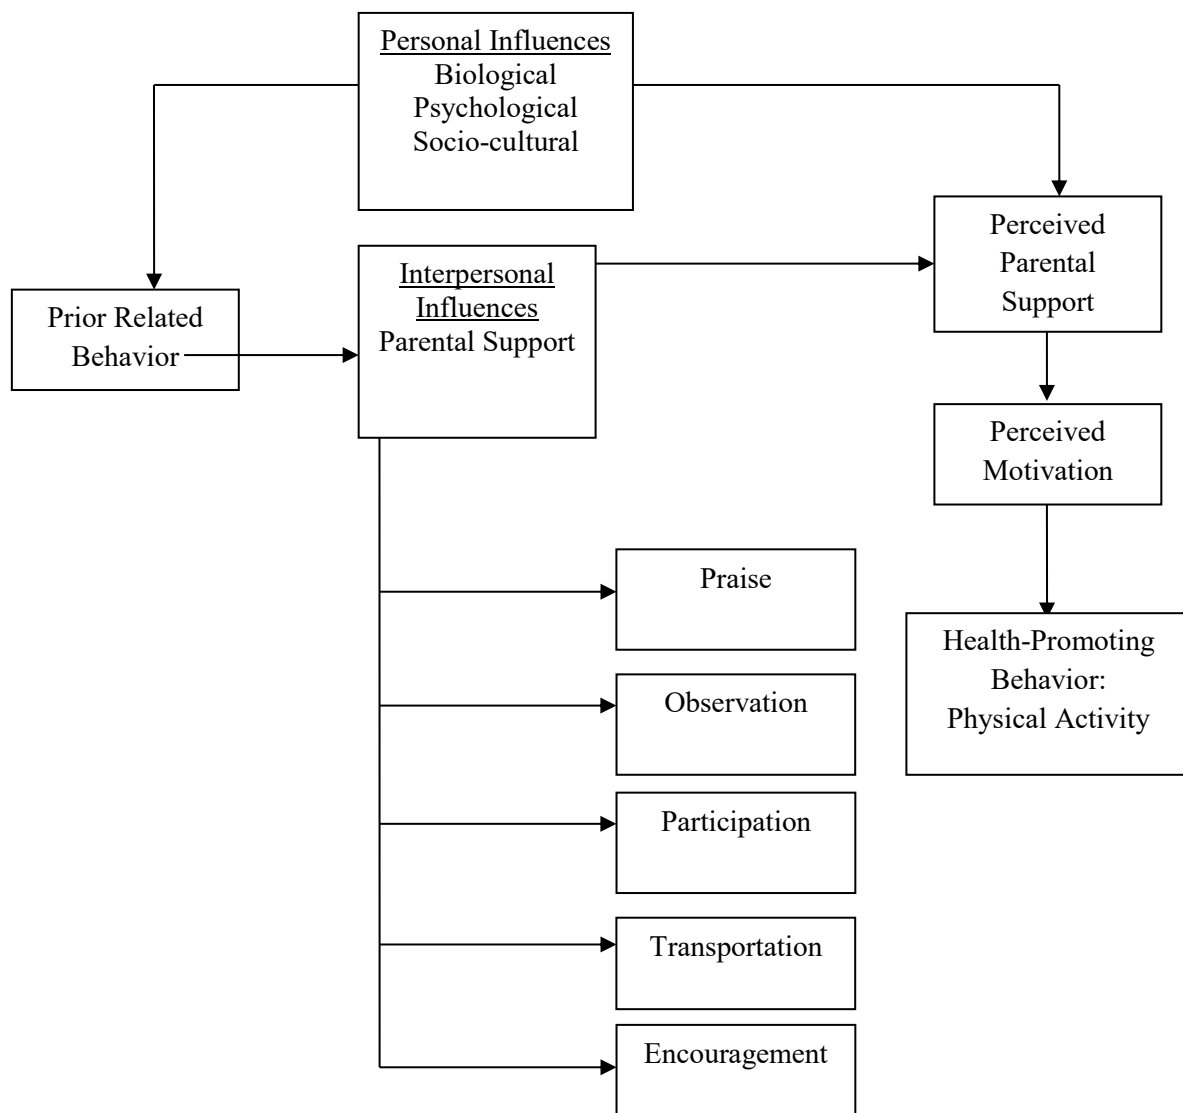 Personal Influences
Biological
Psychological
Socio-cultural
Perceived
Parental
Support
Interpersonal
Influences
Parental Support
Prior Related
Behavior
Perceived
Motivation
Praise
Health-Promoting
Behavior:
Physical Activity
Observation
Participation
Transportation
Encouragement